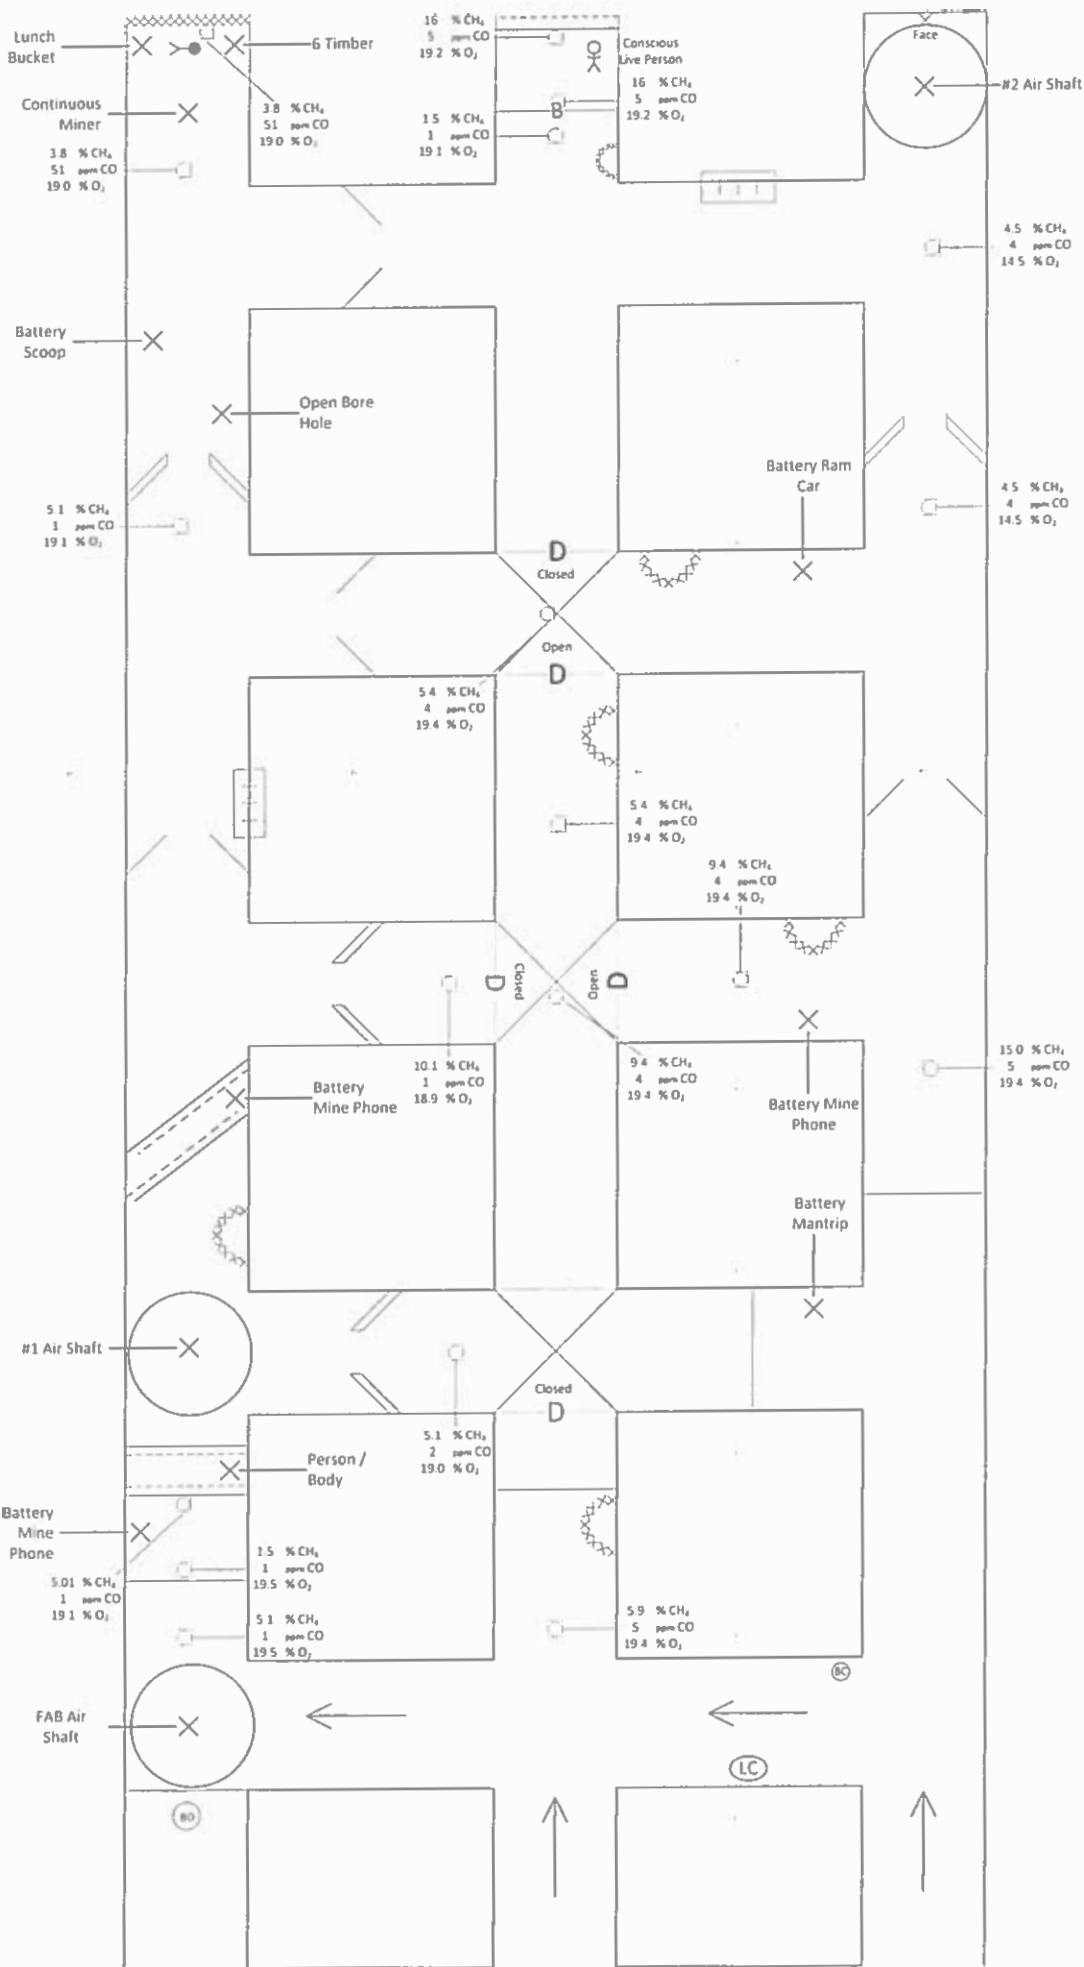 Lunch
Bucket
6 Timber
16 % CH₄
5 ppm CO
19.2 % O₂
Conscious
Live Person
Face
#2 Air Shaft
Continuous
Miner
3.8 % CH₄
51 ppm CO
19.0 % O₂
1.5 % CH₄
1 ppm CO
19.1 % O₂
B
16 % CH₄
5 ppm CO
19.2 % O₂
3.8 % CH₄
51 ppm CO
19.0 % O₂
4.5 % CH₄
4 ppm CO
14.5 % O₂
Battery
Scoop
Open Bore
Hole
Battery Ram
Car
5.1 % CH₄
1 ppm CO
19.1 % O₂
4.5 % CH₄
4 ppm CO
14.5 % O₂
D
Closed
Open
D
5.4 % CH₄
4 ppm CO
19.4 % O₂
5.4 % CH₄
4 ppm CO
19.4 % O₂
9.4 % CH₄
4 ppm CO
19.4 % O₂
D
Closed
Open
D
10.1 % CH₄
1 ppm CO
18.9 % O₂
9.4 % CH₄
4 ppm CO
19.4 % O₂
15.0 % CH₄
5 ppm CO
19.4 % O₂
Battery
Mine Phone
Battery Mine
Phone
Battery
Mantrip
#1 Air Shaft
Closed
D
5.1 % CH₄
2 ppm CO
19.0 % O₂
Person /
Body
Battery
Mine
Phone
5.01 % CH₄
1 ppm CO
19.1 % O₂
1.5 % CH₄
1 ppm CO
19.5 % O₂
5.1 % CH₄
1 ppm CO
19.5 % O₂
5.9 % CH₄
5 ppm CO
19.4 % O₂
BC
FAB Air
Shaft
LC
BO